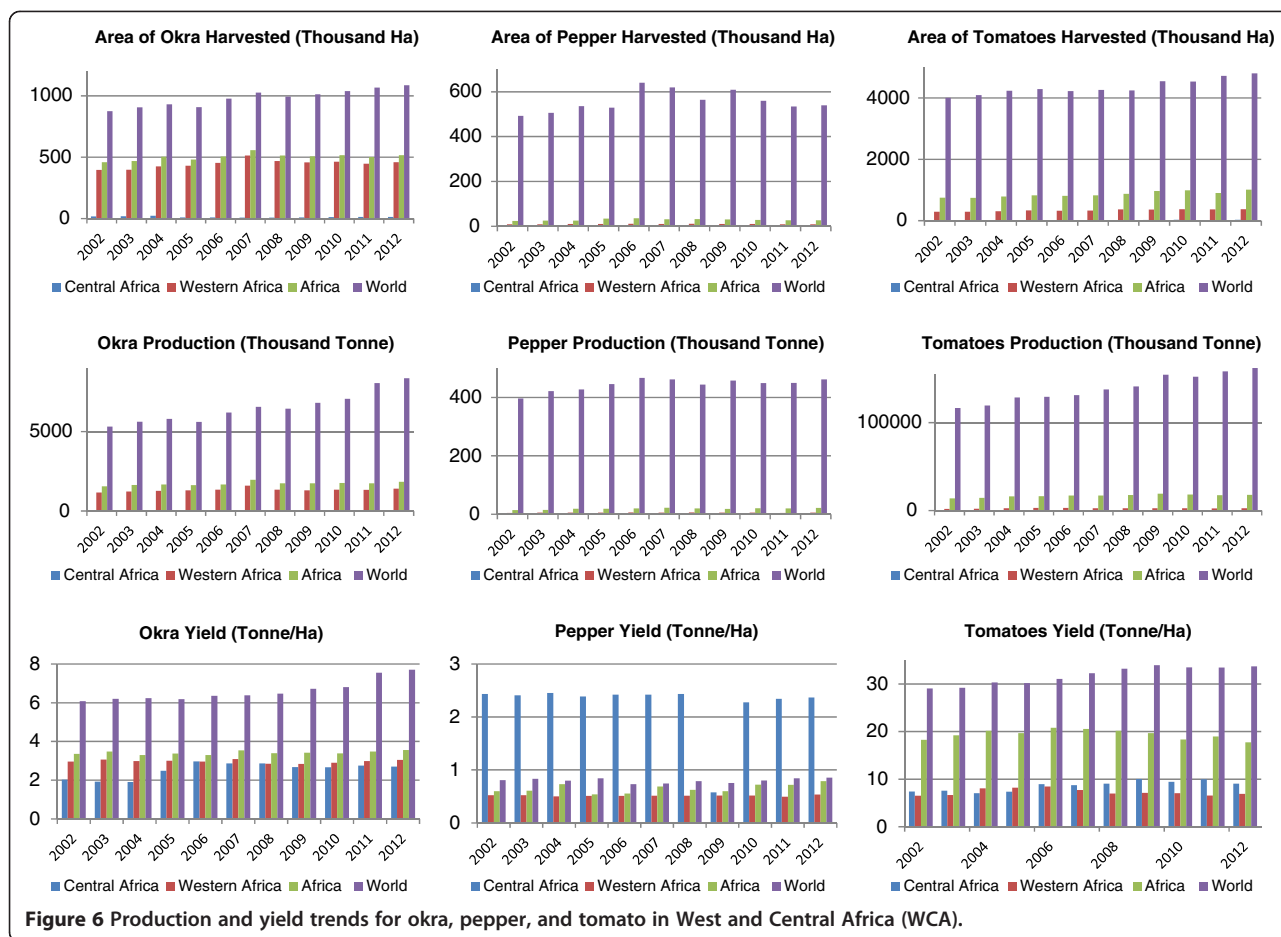 Area of Okra Harvested (Thousand Ha)
1000
500
0
2002 2003 2004 2005 2006 2007 2008 2009 2010 2011 2012
Central Africa Western Africa Africa World
Area of Pepper Harvested (Thousand Ha)
600
400
200
0
2002 2003 2004 2005 2006 2007 2008 2009 2010 2011 2012
Central Africa Western Africa Africa World
Area of Tomatoes Harvested (Thousand Ha)
4000
2000
0
2002 2003 2004 2005 2006 2007 2008 2009 2010 2011 2012
Central Africa Western Africa Africa World
Okra Production (Thousand Tonne)
5000
0
2002 2003 2004 2005 2006 2007 2008 2009 2010 2011 2012
Central Africa Western Africa Africa World
Pepper Production (Thousand Tonne)
400
200
0
2002 2003 2004 2005 2006 2007 2008 2009 2010 2011 2012
Central Africa Western Africa Africa World
Tomatoes Production (Thousand Tonne)
100000
0
2002 2003 2004 2005 2006 2007 2008 2009 2010 2011 2012
Central Africa Western Africa Africa World
Okra Yield (Tonne/Ha)
8
6
4
2
0
2002 2003 2004 2005 2006 2007 2008 2009 2010 2011 2012
Central Africa Western Africa Africa World
Pepper Yield (Tonne/Ha)
3
2
1
0
2002 2003 2004 2005 2006 2007 2008 2009 2010 2011 2012
Central Africa Western Africa Africa World
Tomatoes Yield (Tonne/Ha)
30
20
10
0
2002 2004 2006 2008 2010 2012
Central Africa Western Africa Africa World
Figure 6 Production and yield trends for okra, pepper, and tomato in West and Central Africa (WCA).